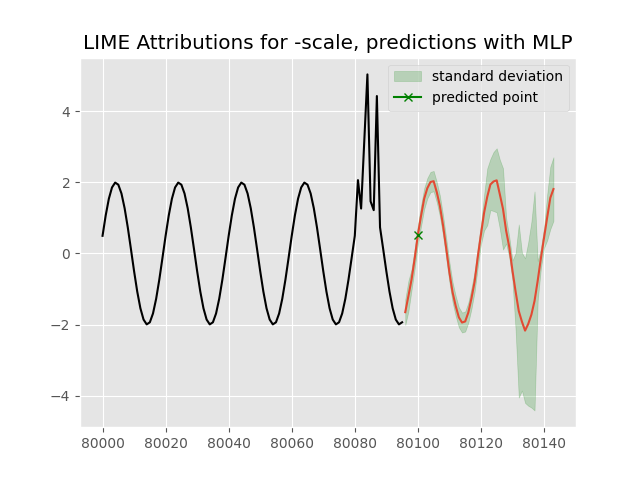 LIME Attributions for -scale, predictions with MLP
standard deviation
predicted point
4
2
0
−2
−4
80000 80020 80040 80060 80080 80100 80120 80140